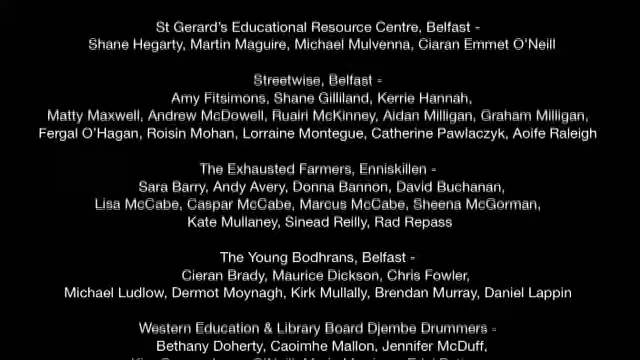 St Gerard's Educational Resource Centre, Belfast -
Shane Hegarty, Martin Maguire, Michael Mulvenna, Ciaran Emmet O'Neill
Streetwise, Belfast -
Amy Fitsimons, Shane Gilliland, Kerrie Hannah,
Matty Maxwell, Andrew McDowell, Ruairi McKinney, Aidan Milligan, Graham Milligan,
Fergal O'Hagan, Roisin Mohan, Lorraine Montegue, Catherine Pawlaczyk, Aoife Raleigh
The Exhausted Farmers, Enniskillen -
Sara Barry, Andy Avery, Donna Bannon, David Buchanan,
Lisa McCabe, Caspar McCabe, Marcus McCabe, Sheena McGorman,
Kate Mullaney, Sinead Reilly, Rad Repass
The Young Bodhrans, Belfast -
Cieran Brady, Maurice Dickson, Chris Fowler,
Michael Ludlow, Dermot Moynagh, Kirk Mullally, Brendan Murray, Daniel Lappin
Western Education & Library Board Djembe Drummers -
Bethany Doherty, Caoimhe Mallon, Jennifer McDuff,